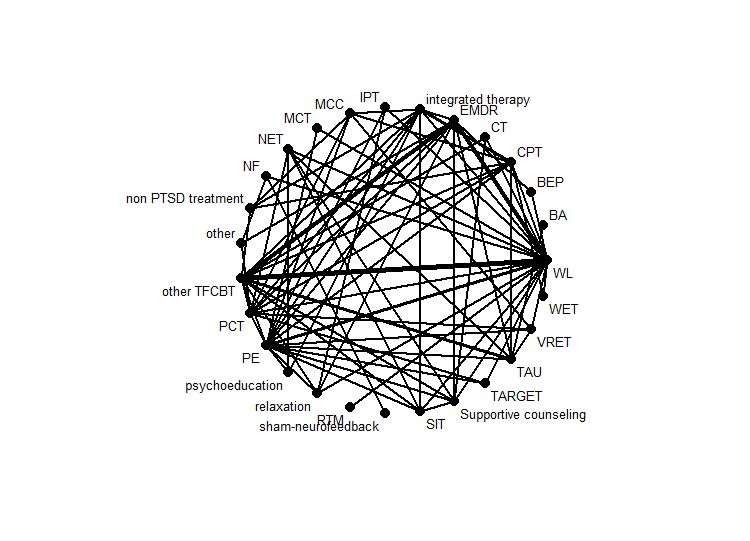 integrated therapy
IPT
MCC
EMDR
MCT
CT
NET
CPT
NF
BEP
non PTSD treatment
BA
other
WL
other TFCBT
WET
PCT
VRET
PE
TAU
psychoeducation
TARGET
relaxation
Supportive counseling
RTM
SIT
sham-neurofeedback